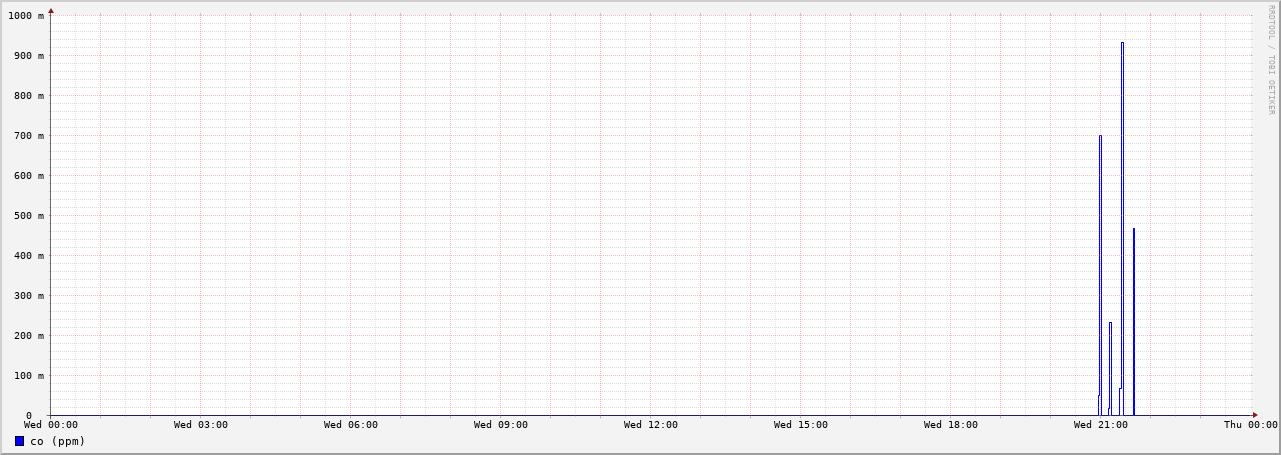 1000 m
900 m
800 m
700 m
600 m
500 m
400 m
300 m
200 m
100 m
0
Wed 00:00 Wed 03:00 Wed 06:00 Wed 09:00 Wed 12:00 Wed 15:00 Wed 18:00 Wed 21:00 Thu 00:00
co (ppm)
RRDTOOL / TOBI OETIKER